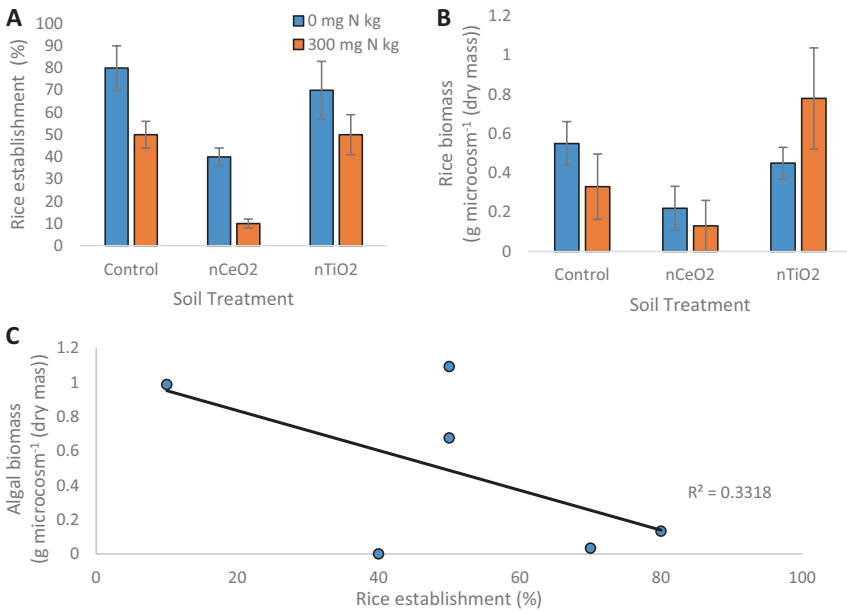 A
Rice establishment (%)
100
90
80
70
60
50
40
30
20
10
0
0 mg N kg
300 mg N kg
Control
nCeO2
nTiO2
Soil Treatment
B
Rice biomass
(g microcosm⁻¹ (dry mass))
1.2
1
0.8
0.6
0.4
0.2
0
Control
nCeO2
nTiO2
Soil Treatment
C
Algal biomass
(g microcosm⁻¹ (dry mas))
1.2
1
0.8
0.6
0.4
0.2
0
R² = 0.3318
0
20
40
60
80
100
Rice establishment (%)